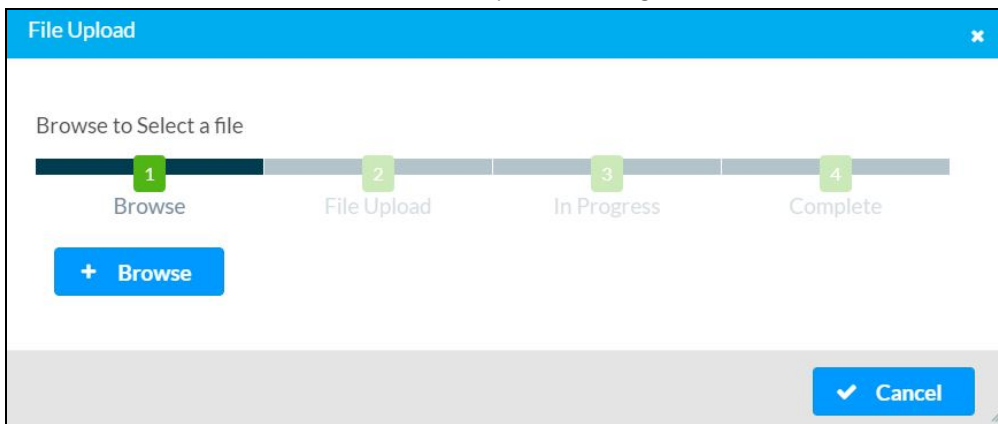 File Upload
Browse to Select a file
1 2 3 4
Browse File Upload In Progress Complete
+ Browse
Cancel